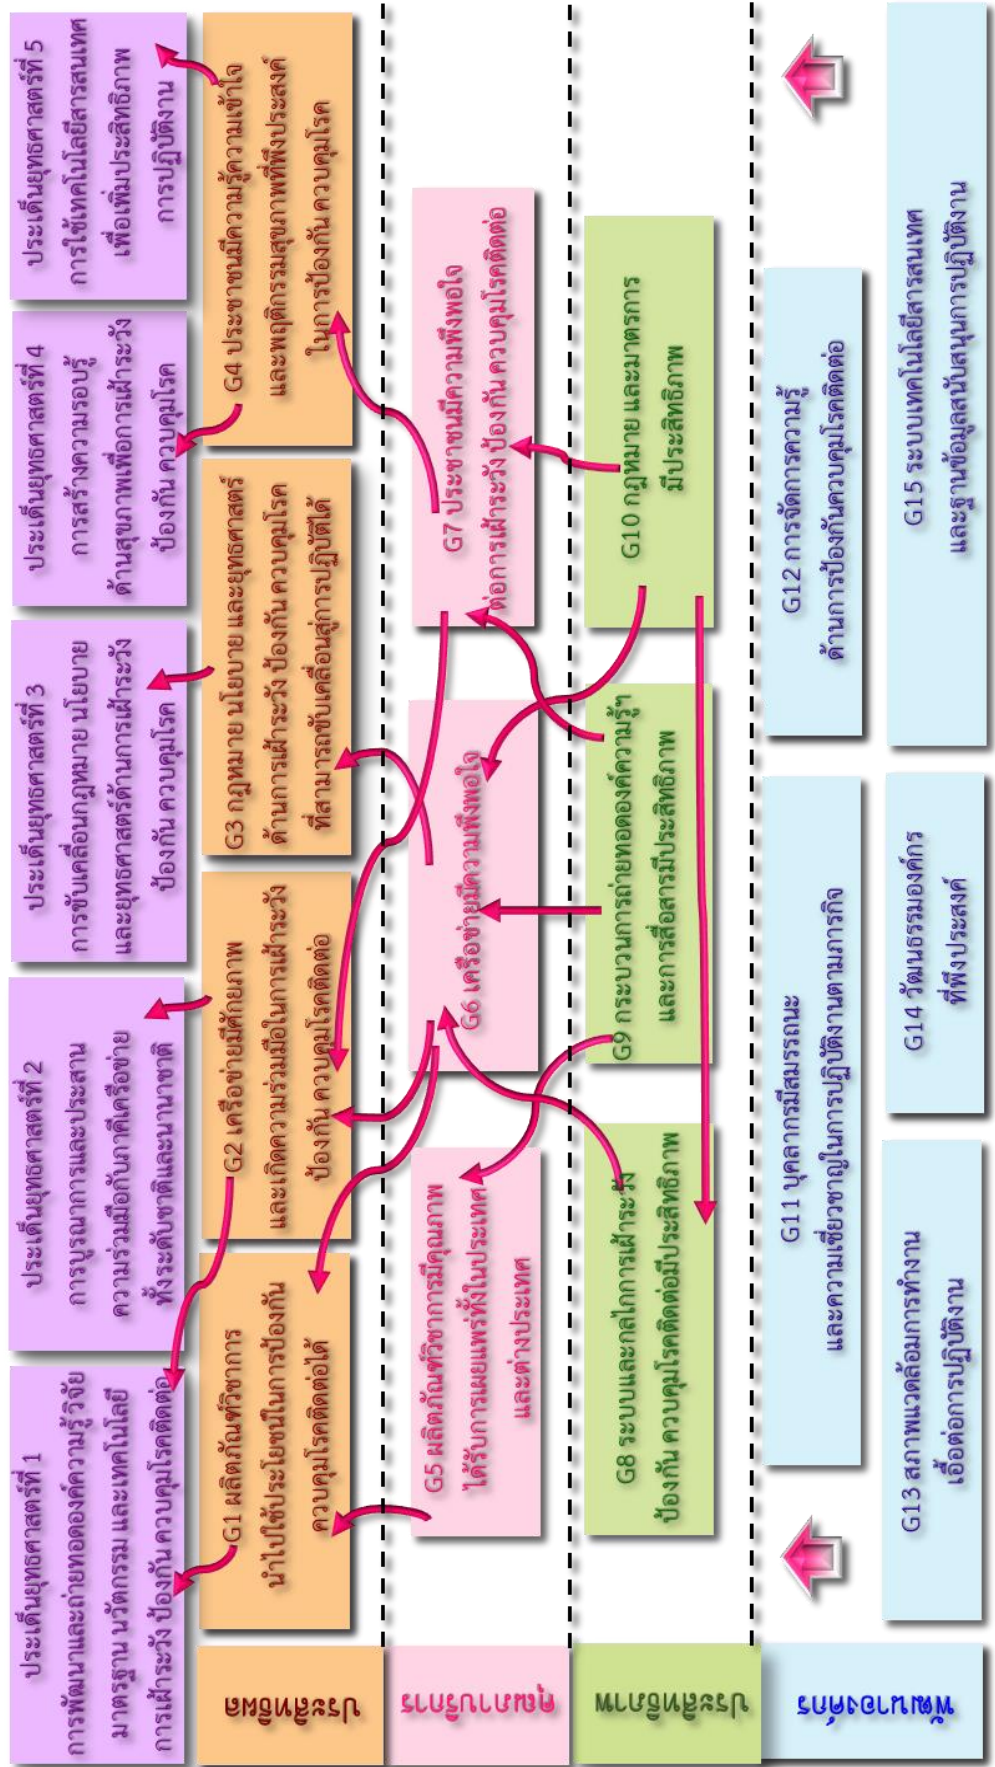 ประเด็นยุทธศาสตร์ที่ 1
การพัฒนาและถ่ายทอดองค์ความรู้ วิจัย
มาตรฐาน นวัตกรรม และเทคโนโลยี
การเฝ้าระวัง ป้องกัน ควบคุมโรคติดต่อ
ประเด็นยุทธศาสตร์ที่ 2
การบูรณาการและประสาน
ความร่วมมือกับภาคีเครือข่าย
ทั้งระดับชาติและนานาชาติ
ประเด็นยุทธศาสตร์ที่ 3
การขับเคลื่อนกฎหมาย นโยบาย
และยุทธศาสตร์ด้านการเฝ้าระวัง
ป้องกัน ควบคุมโรค
ประเด็นยุทธศาสตร์ที่ 4
การสร้างความรอบรู้
ด้านสุขภาพเพื่อการเฝ้าระวัง
ป้องกัน ควบคุมโรค
ประเด็นยุทธศาสตร์ที่ 5
การใช้เทคโนโลยีสารสนเทศ
เพื่อเพิ่มประสิทธิภาพ
การปฏิบัติงาน
ประสิทธิผล
G1 ผลิตภัณฑ์วิชาการ
นำไปใช้ประโยชน์ในการป้องกัน
ควบคุมโรคติดต่อได้
G2 เครือข่ายมีศักยภาพ
และเกิดความร่วมมือในการเฝ้าระวัง
ป้องกัน ควบคุมโรคติดต่อ
G3 กฎหมาย นโยบาย และยุทธศาสตร์
ด้านการเฝ้าระวัง ป้องกัน ควบคุมโรค
ที่สามารถขับเคลื่อนสู่การปฏิบัติได้
G4 ประชาชนมีความรู้ความเข้าใจ
และพฤติกรรมสุขภาพที่พึงประสงค์
ในการป้องกัน ควบคุมโรค
คุณภาพบริการ
G5 ผลิตภัณฑ์วิชาการมีคุณภาพ
ได้รับการเผยแพร่ทั้งในประเทศ
และต่างประเทศ
G6 เครือข่ายมีความพึงพอใจ
G7 ประชาชนมีความพึงพอใจ
ต่อการเฝ้าระวัง ป้องกัน ควบคุมโรคติดต่อ
ประสิทธิภาพ
G8 ระบบและกลไกการเฝ้าระวัง
ป้องกัน ควบคุมโรคติดต่อมีประสิทธิภาพ
G9 กระบวนการถ่ายทอดองค์ความรู้ฯ
และการสื่อสารมีประสิทธิภาพ
G10 กฎหมาย และมาตรการ
มีประสิทธิภาพ
พัฒนาองค์กร
G11 บุคลากรมีสมรรถนะ
และความเชี่ยวชาญในการปฏิบัติงานตามภารกิจ
G12 การจัดการความรู้
ด้านการป้องกันควบคุมโรคติดต่อ
G13 สภาพแวดล้อมการทำงาน
เอื้อต่อการปฏิบัติงาน
G14 วัฒนธรรมองค์กร
ที่พึงประสงค์
G15 ระบบเทคโนโลยีสารสนเทศ
และฐานข้อมูลสนับสนุนการปฏิบัติงาน